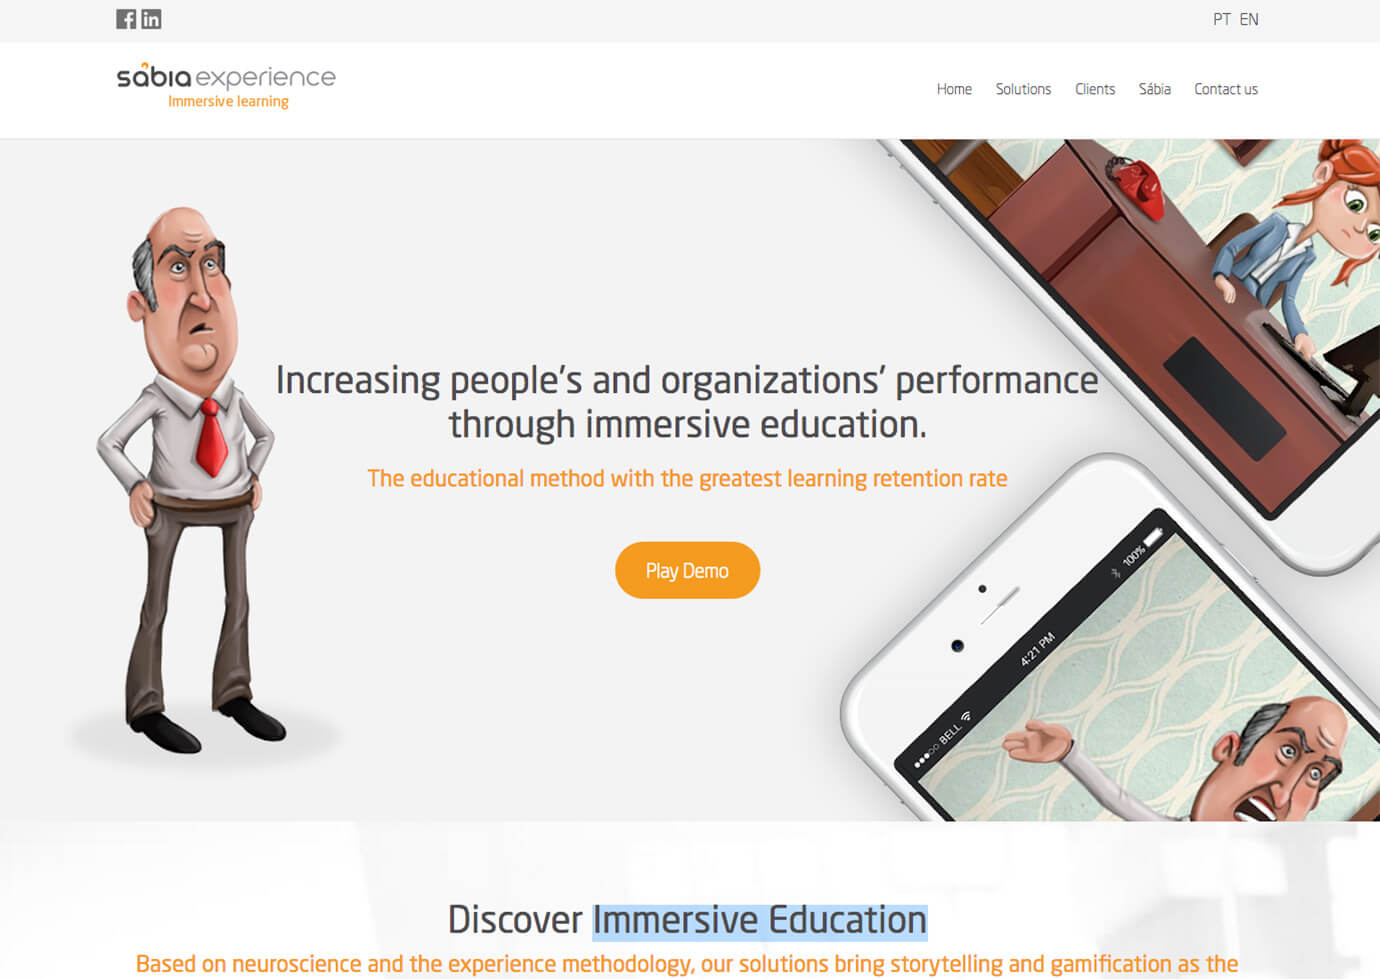 PT EN
sábia experience
Immersive learning
Home Solutions Clients Sábia Contact us
Increasing people's and organizations' performance
through immersive education.
The educational method with the greatest learning retention rate
Play Demo
100%
4:21 PM
BELL
Discover Immersive Education
Based on neuroscience and the experience methodology, our solutions bring storytelling and gamification as the